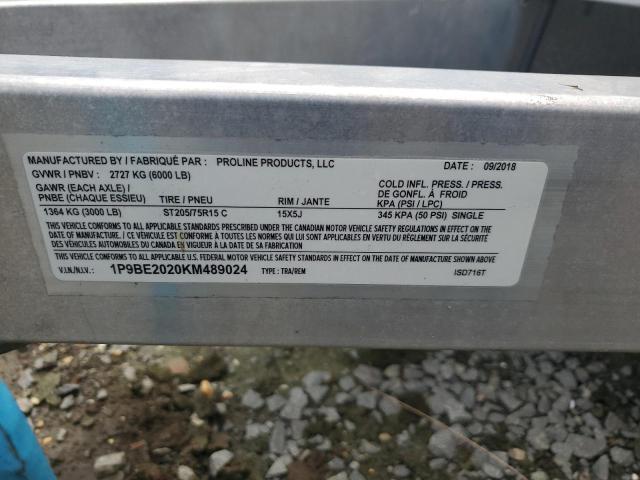 MANUFACTURED BY / FABRIQUÉ PAR : PROLINE PRODUCTS, LLC DATE : 09/2018
GVWR / PNBV : 2727 KG (6000 LB)
GAWR (EACH AXLE) / COLD INFL. PRESS. / PRESS.
PNBE (CHAQUE ESSIEU) TIRE / PNEU RIM / JANTE DE GONFL. À FROID
KPA (PSI / LPC)
1364 KG (3000 LB) ST205/75R15 C 15X5J 345 KPA (50 PSI) SINGLE
THIS VEHICLE CONFORMS TO ALL APPLICABLE STANDARDS PRESCRIBED UNDER THE CANADIAN MOTOR VEHICLE SAFETY REGULATIONS IN EFFECT ON THE
DATE OF MANUFACTURE. / CE VÉHICULE EST CONFORME À TOUTES LES NORMES QUI LUI SONT APPLICABLES EN VERTU DU RÈGLEMENT SUR LA SÉCURITÉ
DES VÉHICULES AUTOMOBILES DU CANADA EN VIGUEUR À LA DATE DE SA FABRICATION
THIS VEHICLE CONFORMS TO ALL APPLICABLE U.S. FEDERAL MOTOR VEHICLE SAFETY STANDARDS IN EFFECT ON THE DATE OF MANUFACTURE SHOWN ABOVE.
V.I.N./N.I.V.: 1P9BE2020KM489024 TYPE : TRA/REM ISD716T